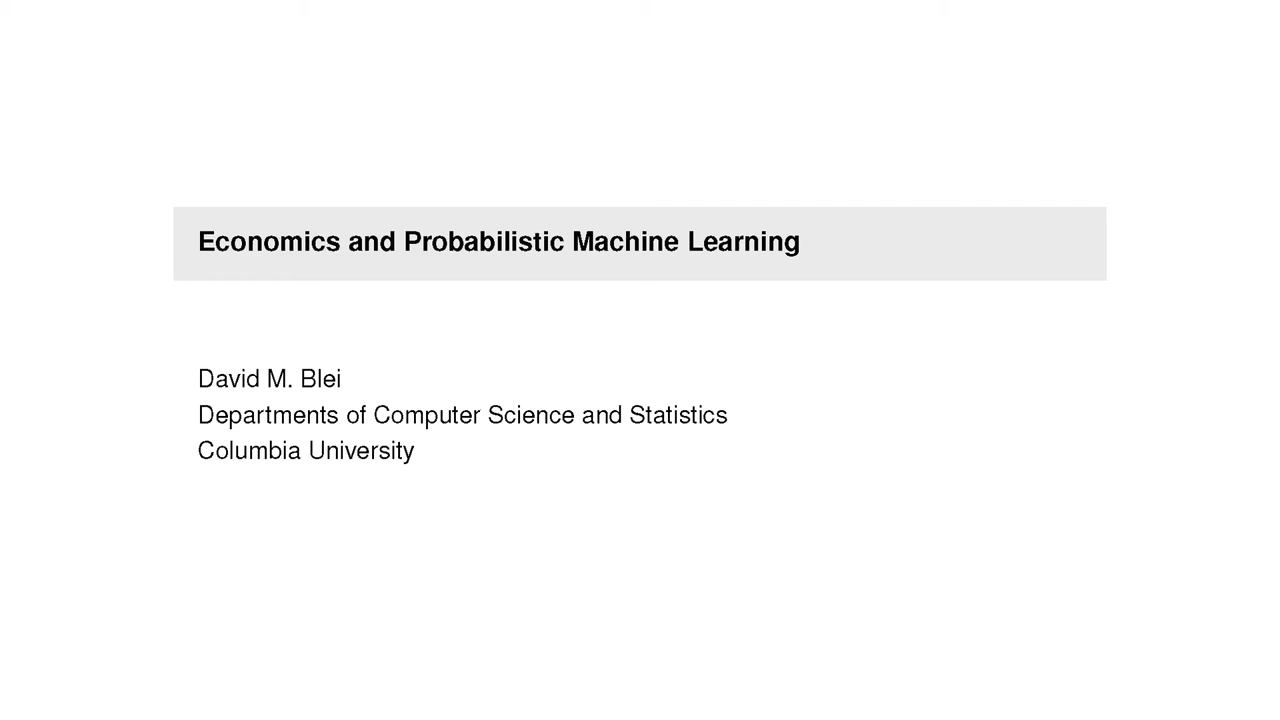 Economics and Probabilistic Machine Learning
David M. Blei
Departments of Computer Science and Statistics
Columbia University